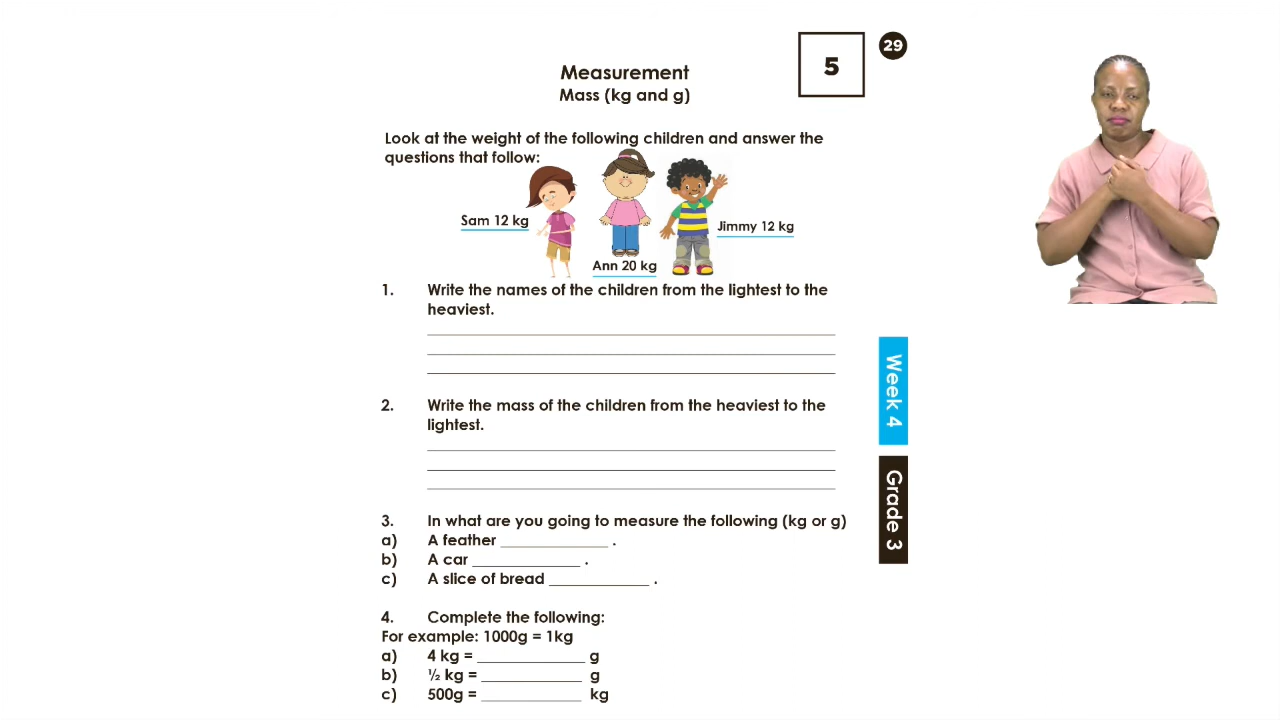 5
29
Measurement
Mass (kg and g)
Look at the weight of the following children and answer the
questions that follow:
Sam 12 kg
Jimmy 12 kg
Ann 20 kg
1. Write the names of the children from the lightest to the
heaviest.
2. Write the mass of the children from the heaviest to the
lightest.
3. In what are you going to measure the following (kg or g)
a) A feather ____________ .
b) A car ____________ .
c) A slice of bread ___________ .
4. Complete the following:
For example: 1000g = 1kg
a) 4 kg = ____________ g
b) ½ kg = ___________ g
c) 500g = ___________ kg
Week 4
Grade 3